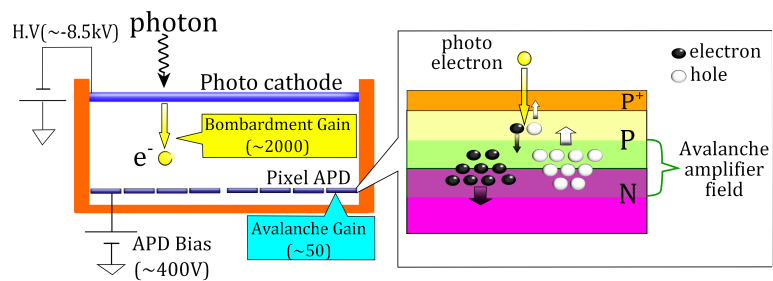 H.V(~-8.5kV)
photon
Photo cathode
Bombardment Gain
(~2000)
e-
Pixel APD
Avalanche Gain
(~50)
APD Bias
(~400V)
photo
electron
electron
hole
P+
P
N
Avalanche
amplifier
field